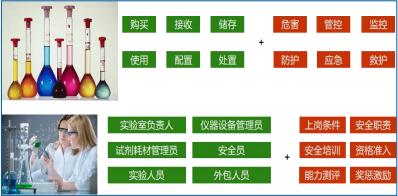 购买 接收 储存 + 危害 管控 监控
使用 配置 处置 防护 应急 救护
实验室负责人 仪器设备管理员 + 上岗条件 安全职责
试剂耗材管理员 安全员 安全培训 资格准入
实验人员 外包人员 能力测评 奖惩激励